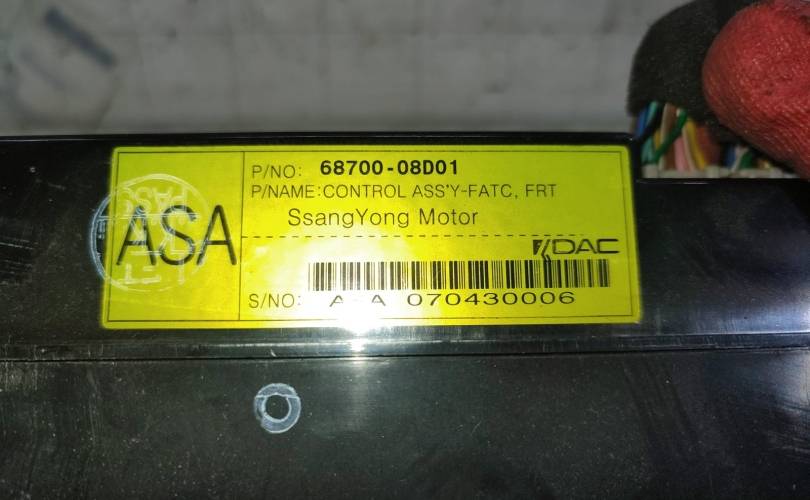 ASA
P/NO: 68700-08D01
P/NAME:CONTROL ASS'Y-FATC, FRT
SsangYong Motor
DAC
S/NO: A-A 070430006